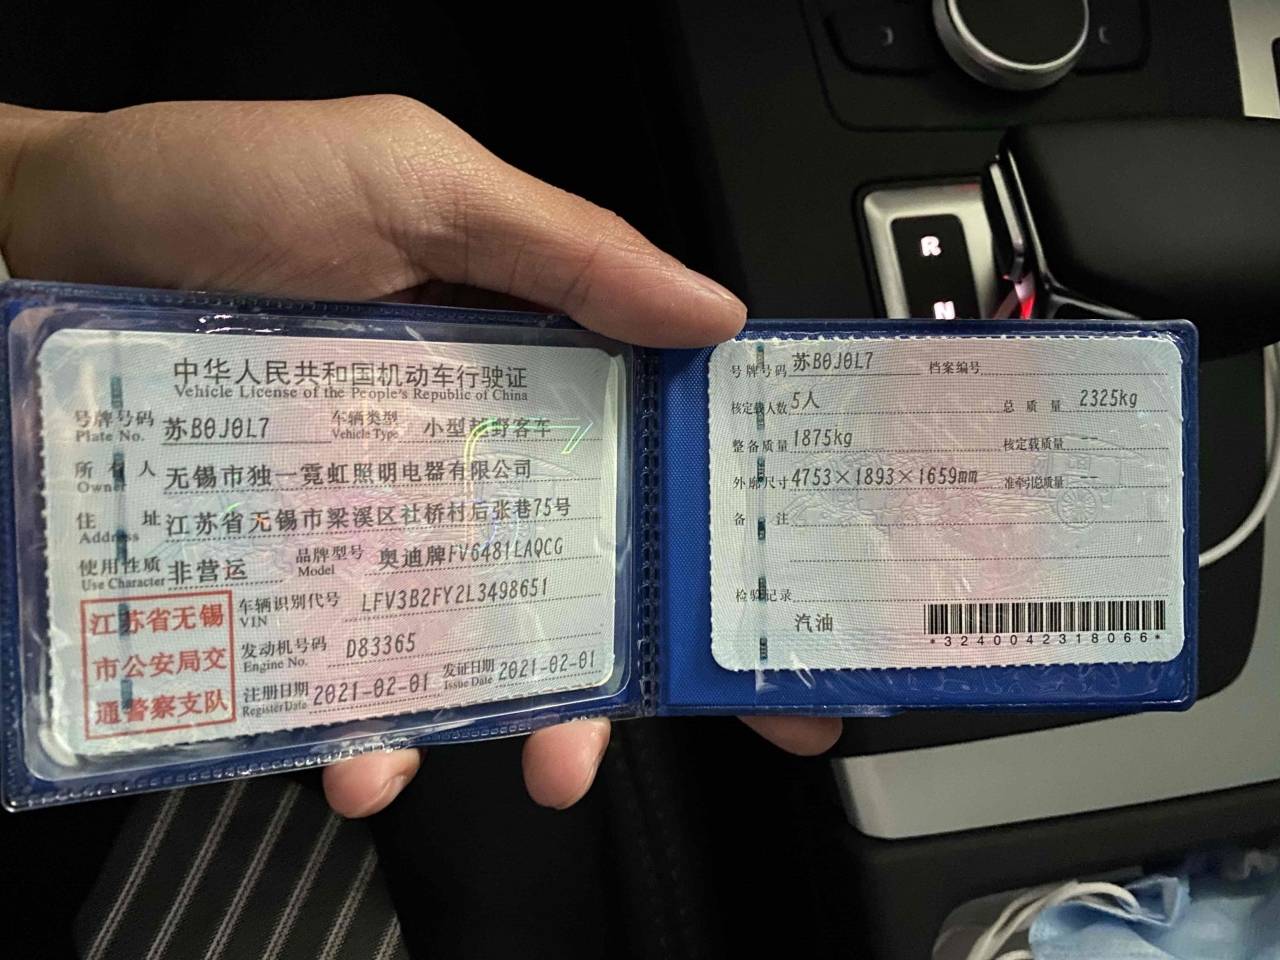 R
N
中华人民共和国机动车行驶证
Vehicle License of the People's Republic of China
号牌号码 苏B0J0L7 车辆类型 小型越野客车
Plate No. Vehicle Type
所有人 无锡市独一霓虹照明电器有限公司
Owner
住址 江苏省无锡市梁溪区社桥村后张巷75号
Address
使用性质 非营运 品牌型号 奥迪牌FV6481LAQCG
Use Character Model
江苏省无锡
市公安局交
通警察支队
车辆识别代号 LFV3B2FY2L3498651
VIN
发动机号码 D83365
Engine No.
注册日期 2021-02-01 发证日期 2021-02-01
Register Date Issue Date
号牌号码 苏B0J0L7 档案编号
核定载人数 5人 总质量 2325kg
整备质量 1875kg 核定载质量 --
外廓尺寸 4753×1893×1659mm 准牵引总质量 --
备注
检验记录
汽油
*3240042318066*